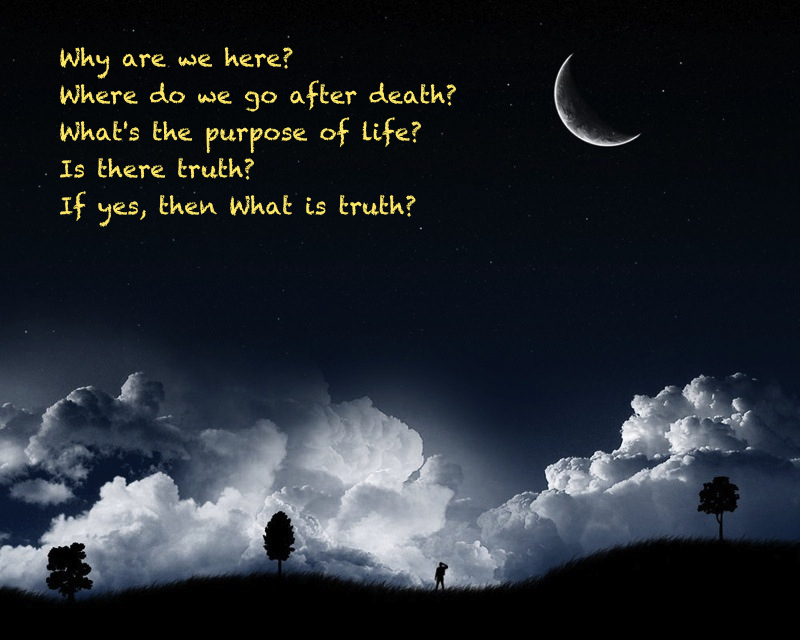 Why are we here?
Where do we go after death?
What's the purpose of life?
Is there truth?
If yes, then What is truth?